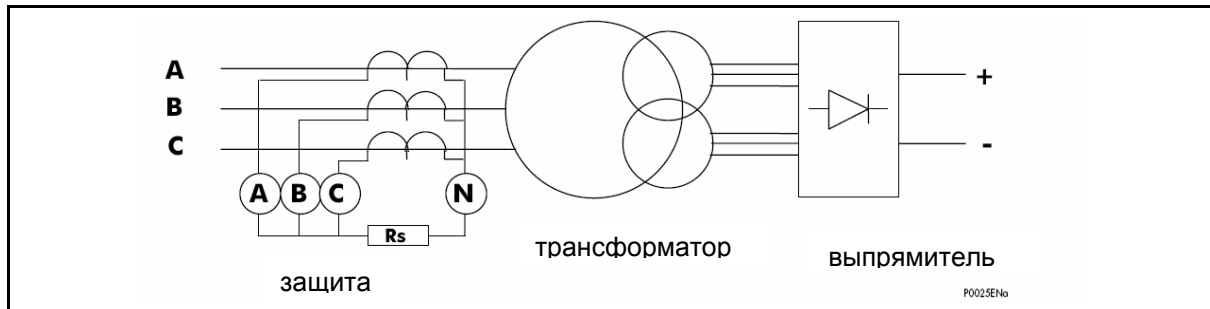 A
B
C
+
-
A B C N
Rs
защита
трансформатор
выпрямитель
P0025ENa